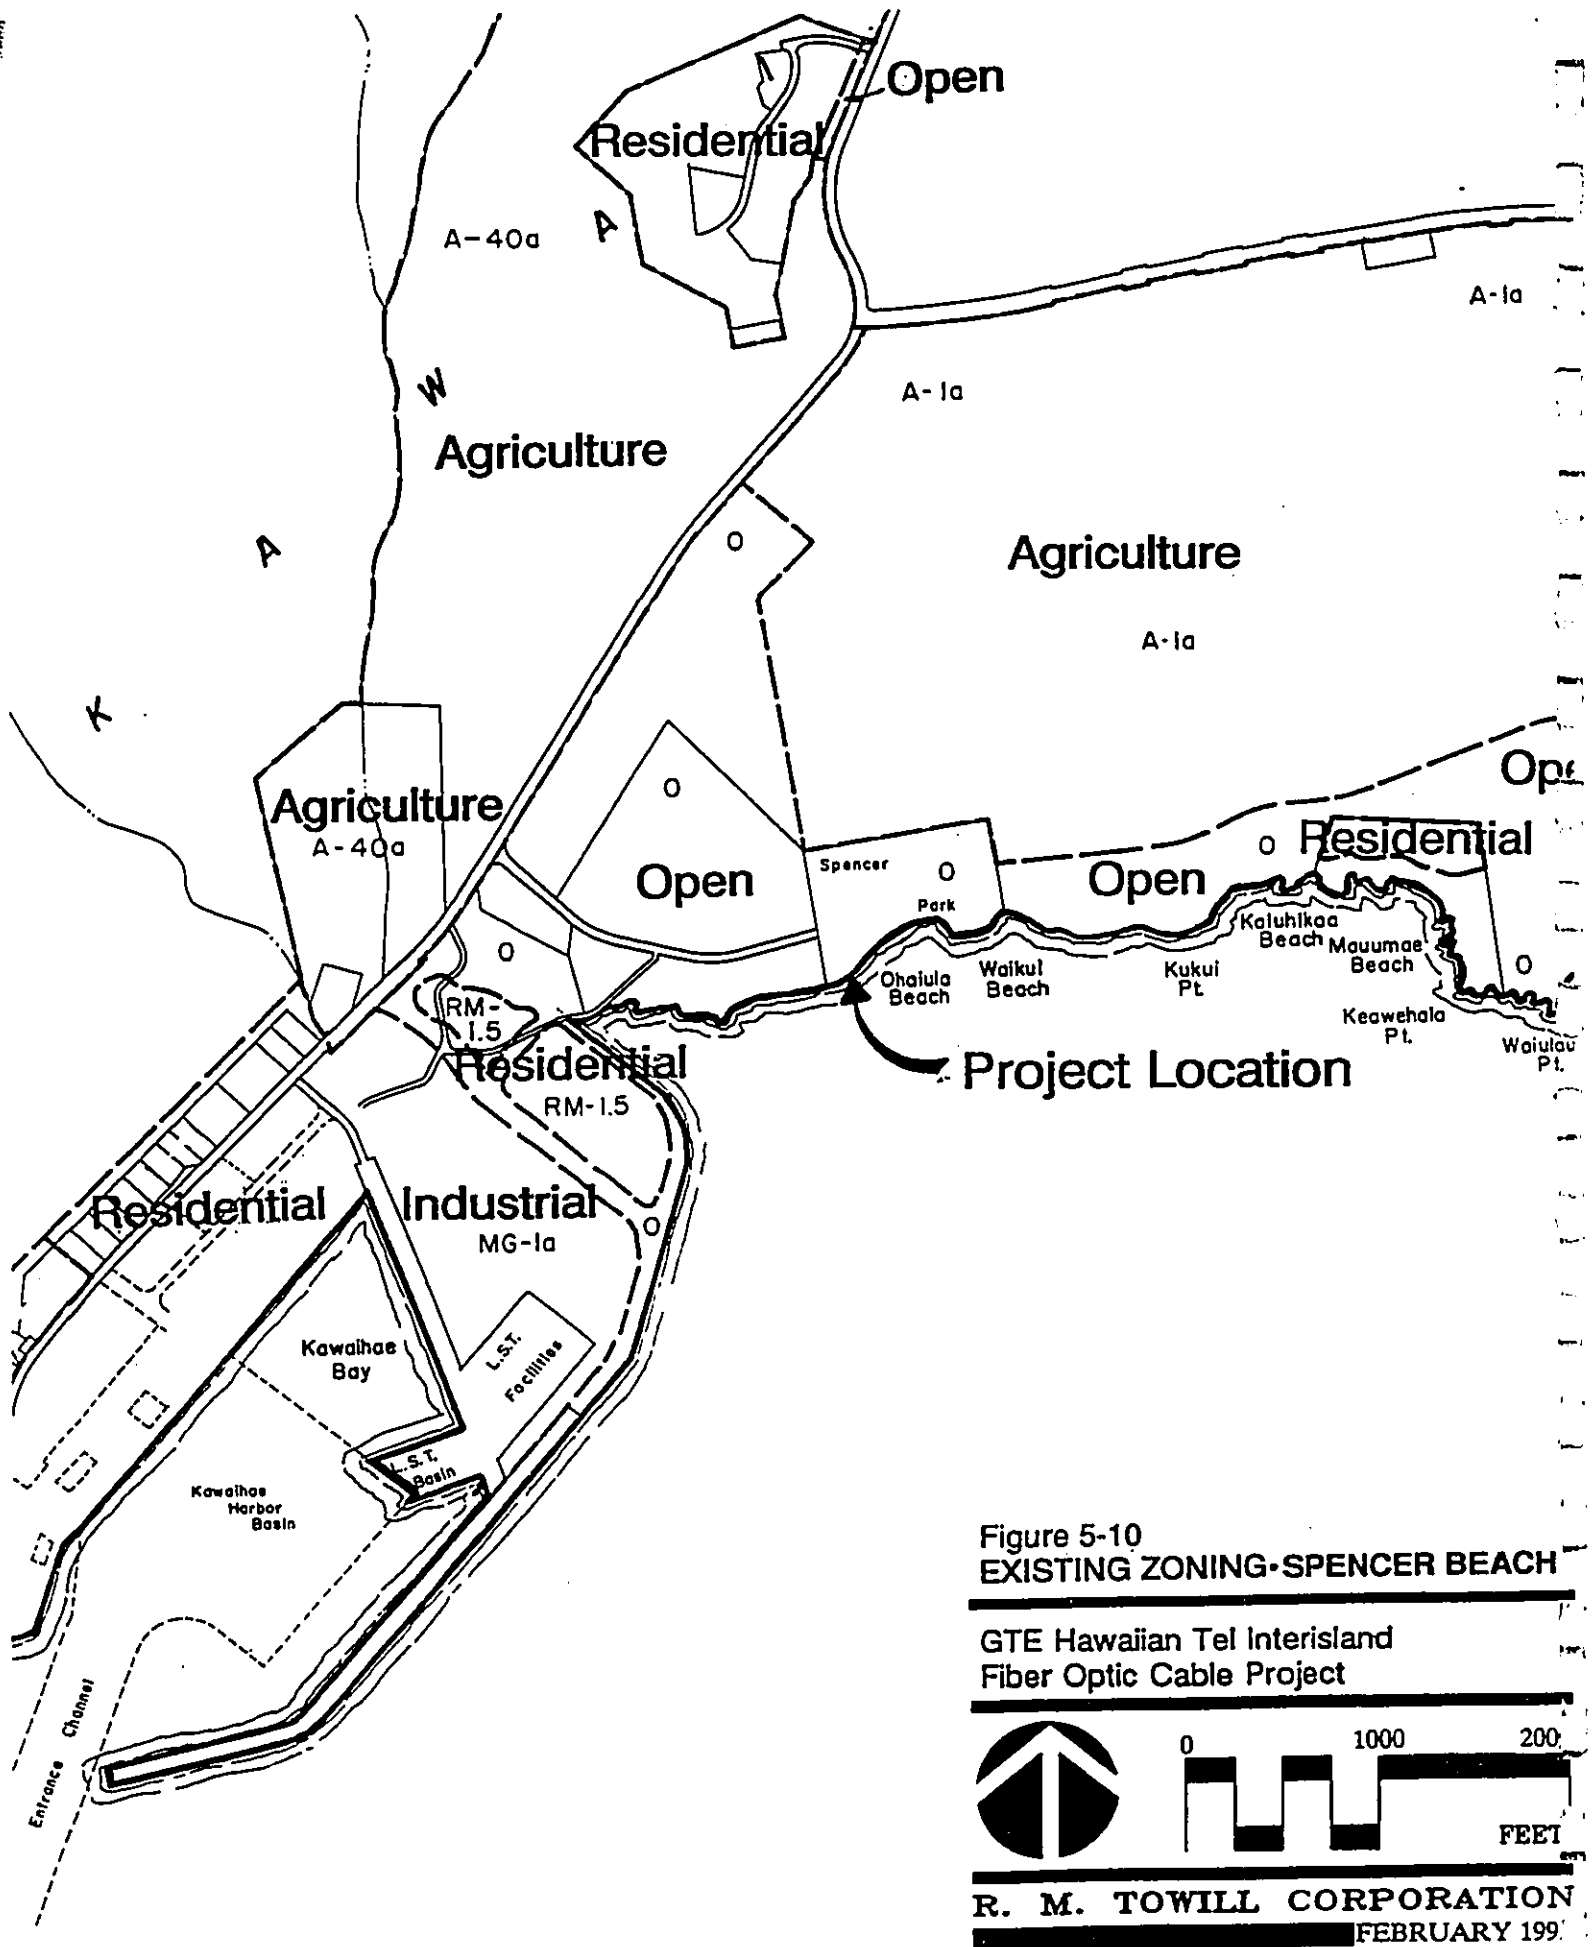 Open
Residential
A-40a
A
A-1a
W
A-1a
Agriculture
A
O
Agriculture
A-1a
K
Agriculture
A-40a
O
Open
Spencer
O
Park
Open
O
Residential
O
RM-
1.5
Residential
RM-1.5
Ohaiula
Beach
Waikui
Beach
Kukui
Pt.
Kaluhikaa
Beach
Mauumae
Beach
O
Keawehala
Pt.
Waiulau
Pt.
Project Location
Residential
Industrial
MG-1a
O
Kawaihae
Bay
L.S.T.
Facilities
L.S.T.
Basin
Kawaihae
Harbor
Basin
Entrance Channel
Figure 5-10
EXISTING ZONING•SPENCER BEACH
GTE Hawaiian Tel Interisland
Fiber Optic Cable Project
0 1000 200
FEET
R. M. TOWILL CORPORATION
FEBRUARY 199